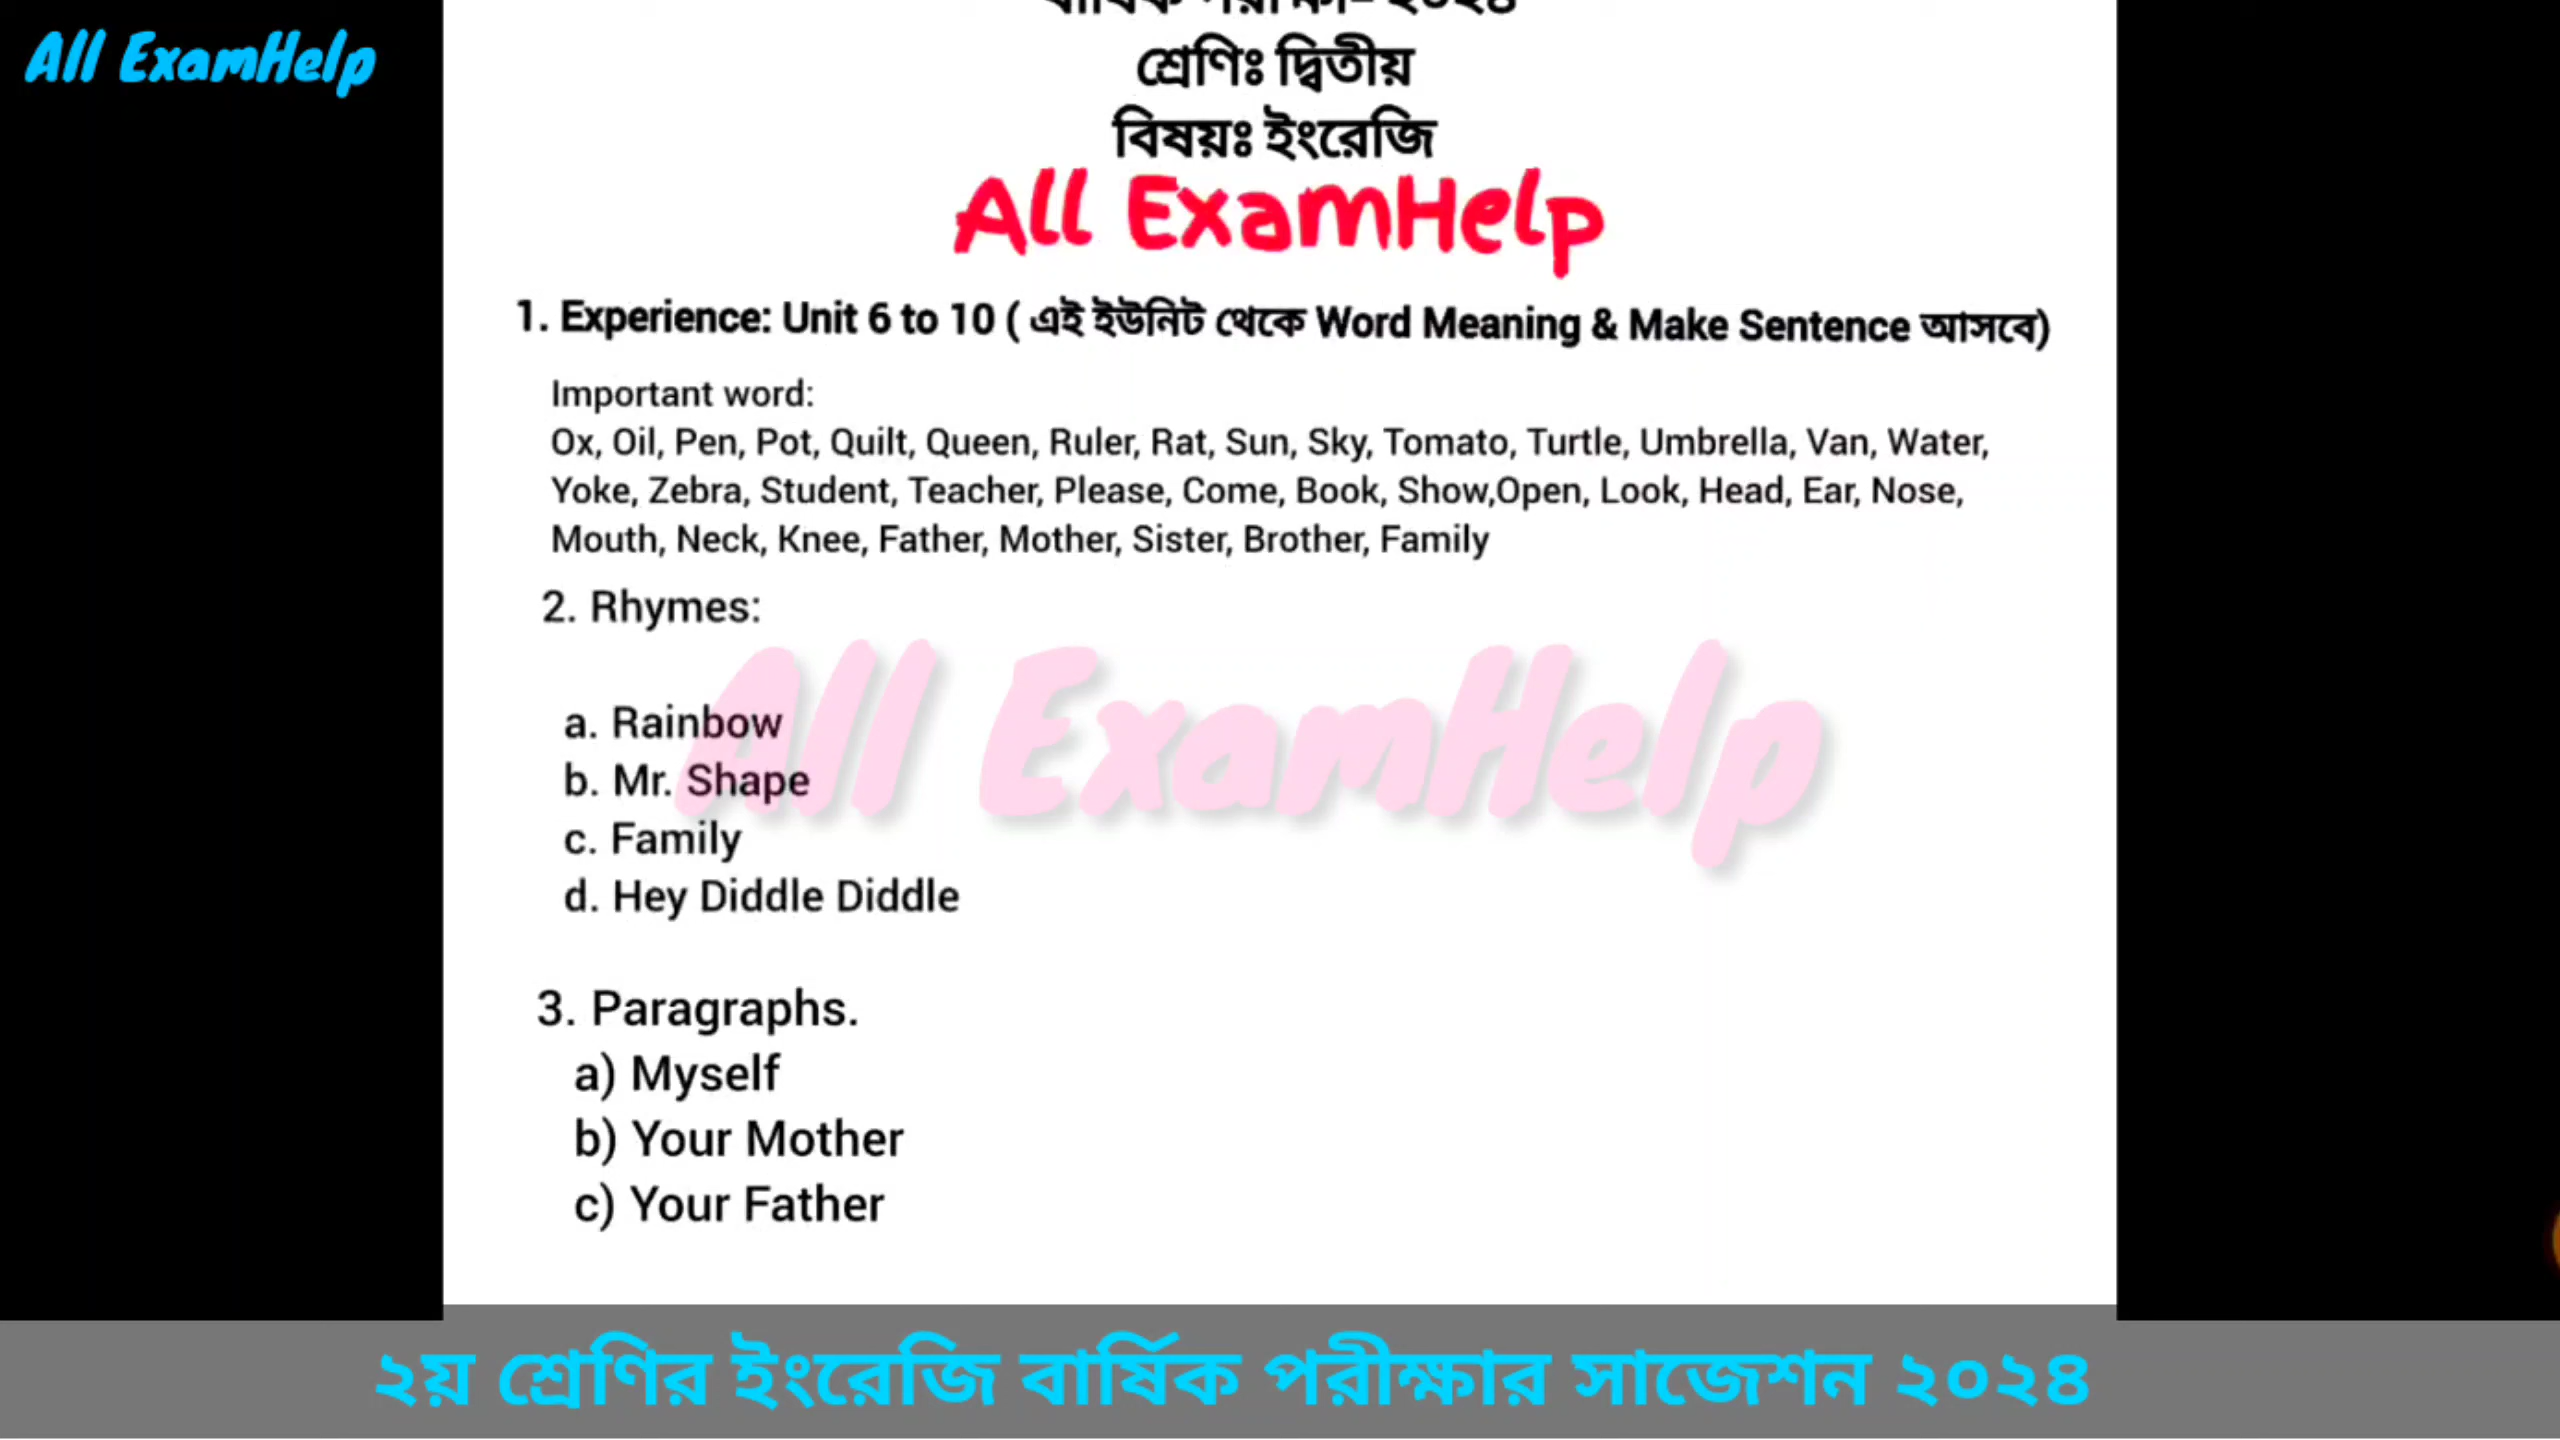 All ExamHelp
বার্ষিক পরীক্ষা- ২০২৪
শ্রেণিঃ দ্বিতীয়
বিষয়ঃ ইংরেজি
All ExamHelp
1. Experience: Unit 6 to 10 ( এই ইউনিট থেকে Word Meaning & Make Sentence আসবে)
Important word:
Ox, Oil, Pen, Pot, Quilt, Queen, Ruler, Rat, Sun, Sky, Tomato, Turtle, Umbrella, Van, Water,
Yoke, Zebra, Student, Teacher, Please, Come, Book, Show,Open, Look, Head, Ear, Nose,
Mouth, Neck, Knee, Father, Mother, Sister, Brother, Family
2. Rhymes:
All ExamHelp
a. Rainbow
b. Mr. Shape
c. Family
d. Hey Diddle Diddle
3. Paragraphs.
a) Myself
b) Your Mother
c) Your Father
২য় শ্রেণির ইংরেজি বার্ষিক পরীক্ষার সাজেশন ২০২৪